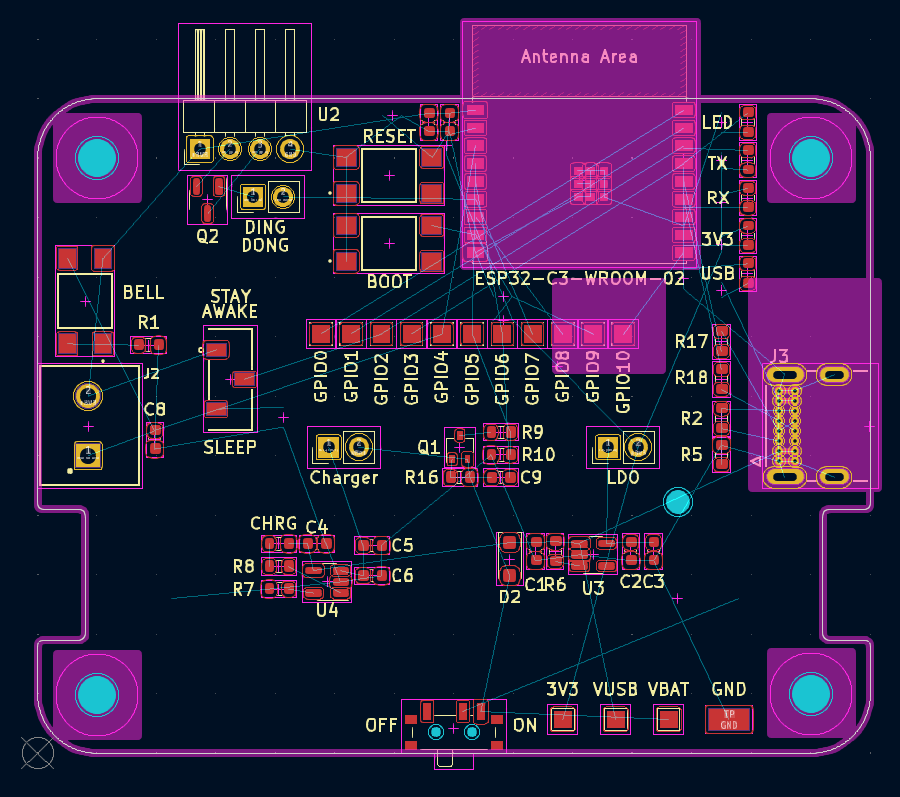 Antenna Area
U2
RESET
LED
TX
RX
3V3
USB
Q2
DING
DONG
BOOT
ESP32-C3-WROOM-02
BELL
STAY
AWAKE
R1
J2
C8
SLEEP
GPIO0
GPIO1
GPIO2
GPIO3
GPIO4
GPIO5
GPIO6
GPIO7
GPIO8
GPIO9
GPIO10
R17
R18
R2
R5
J3
Q1
R9
R10
R16
C9
Charger
LDO
CHRG
C4
C5
C6
R8
R7
U4
D2
C1
R6
U3
C2
C3
3V3
VUSB
VBAT
GND
TP
GND
OFF
ON